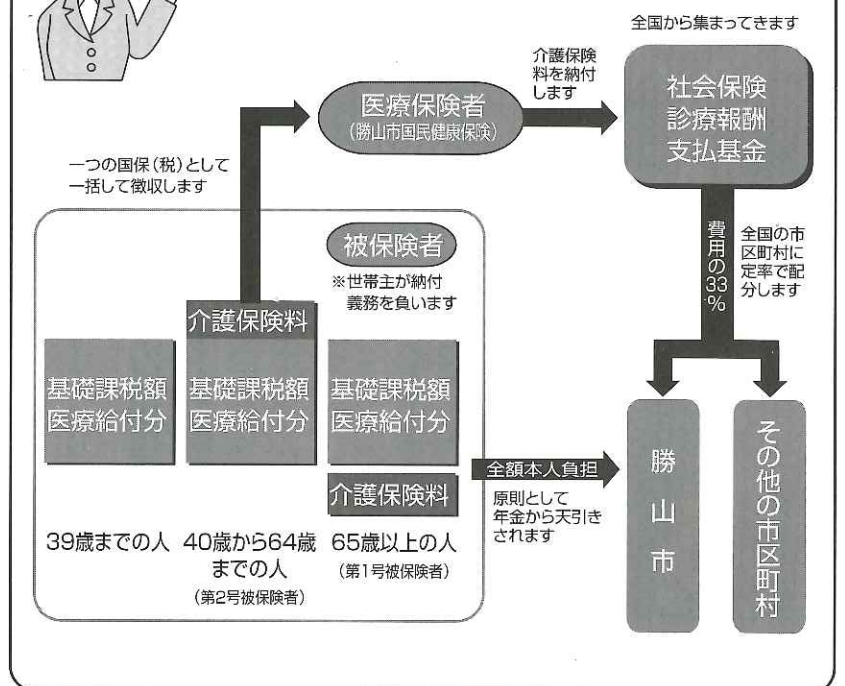 全国から集まってきます
介護保険
料を納付
します
医療保険者
(勝山市国民健康保険)
社会保険
診療報酬
支払基金
一つの国保(税)として
一括して徴収します
被保険者
※世帯主が納付
義務を負います
費用の33%
全国の市
区町村に
定率で配
分します
介護保険料
基礎課税額
医療給付分
基礎課税額
医療給付分
基礎課税額
医療給付分
介護保険料
39歳までの人
40歳から64歳
までの人
(第2号被保険者)
65歳以上の人
(第1号被保険者)
全額本人負担
原則として
年金から天引き
されます
勝山市
その他の市区町村